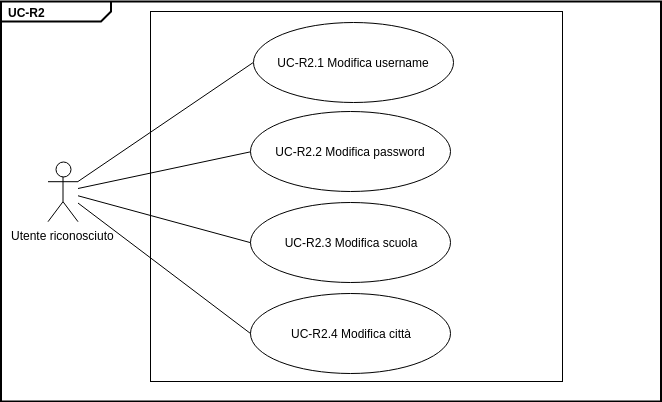 UC-R2
UC-R2.1 Modifica username
UC-R2.2 Modifica password
Utente riconosciuto
UC-R2.3 Modifica scuola
UC-R2.4 Modifica città